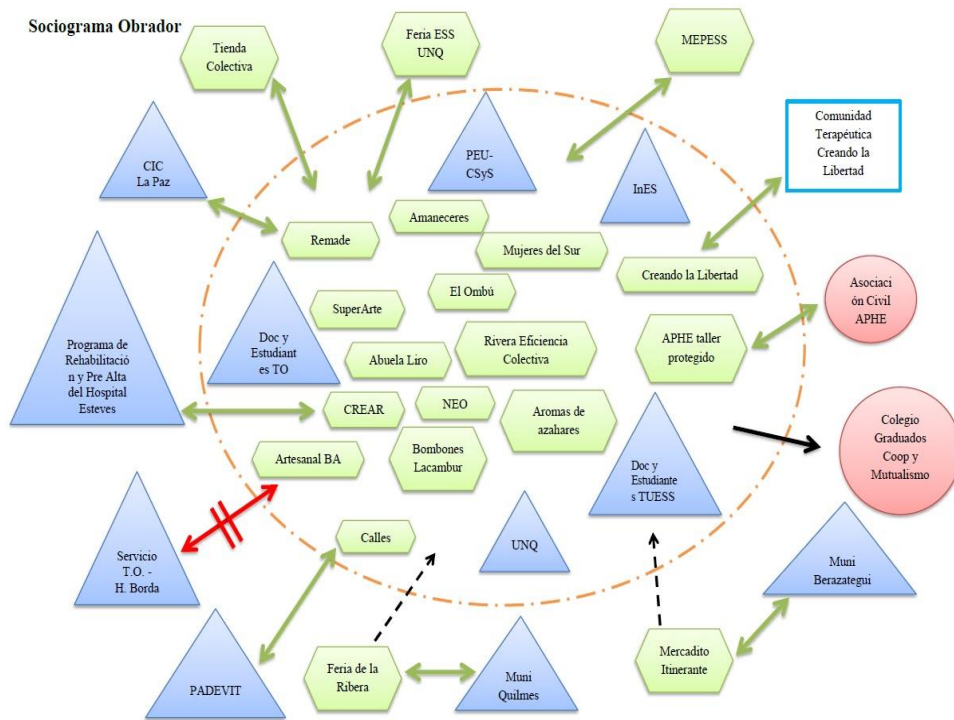 Sociograma Obrador
Tienda
Colectiva
Feria ESS
UNQ
MEPESS
CIC
La Paz
PEU-
CSyS
InES
Comunidad
Terapéutica
Creando la
Libertad
Remade
Amaneceres
Mujeres del Sur
Creando la Libertad
El Ombú
SuperArte
Doc y
Estudiant
es TO
Abuela Liro
Rivera Eficiencia
Colectiva
APHE taller
protegido
Asociaci
ón Civil
APHE
Programa de
Rehabilitació
n y Pre Alta
del Hospital
Esteves
CREAR
NEO
Aromas de
azahares
Artesanal BA
Bombones
Lacambur
Doc y
Estudiante
s TUESS
Colegio
Graduados
Coop y
Mutualismo
Servicio
T.O. -
H. Borda
Calles
UNQ
Muni
Berazategui
PADEVIT
Feria de la
Ribera
Muni
Quilmes
Mercadito
Itinerante